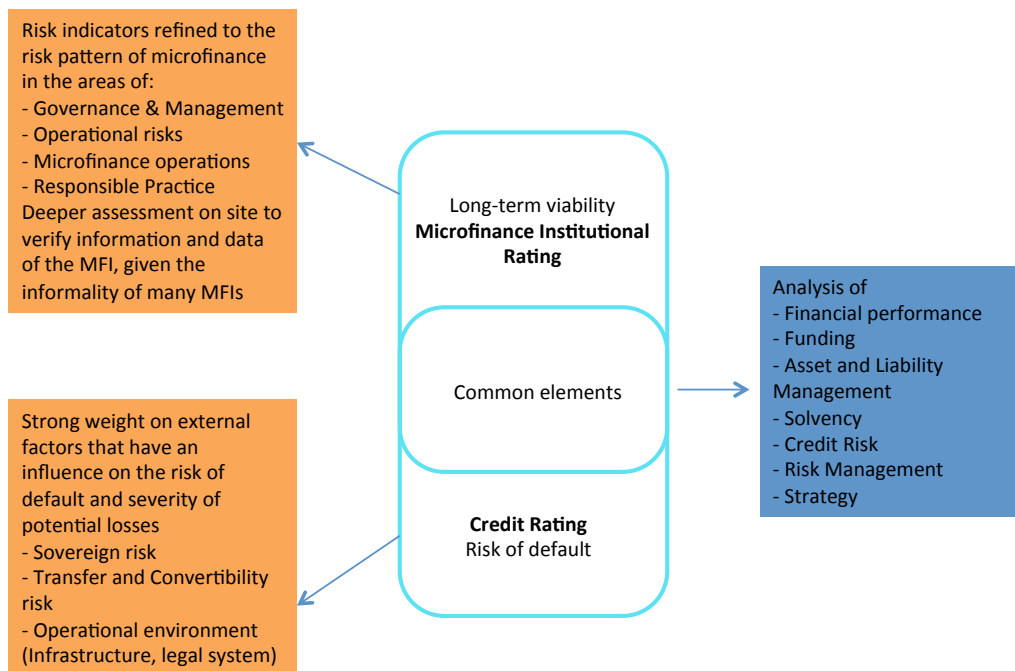 Risk indicators refined to the
risk pattern of microfinance
in the areas of:
- Governance & Management
- Operational risks
- Microfinance operations
- Responsible Practice
Deeper assessment on site to
verify information and data
of the MFI, given the
informality of many MFIs
Long-term viability
Microfinance Institutional
Rating
Common elements
Credit Rating
Risk of default
Analysis of
- Financial performance
- Funding
- Asset and Liability
Management
- Solvency
- Credit Risk
- Risk Management
- Strategy
Strong weight on external
factors that have an
influence on the risk of
default and severity of
potential losses
- Sovereign risk
- Transfer and Convertibility
risk
- Operational environment
(Infrastructure, legal system)